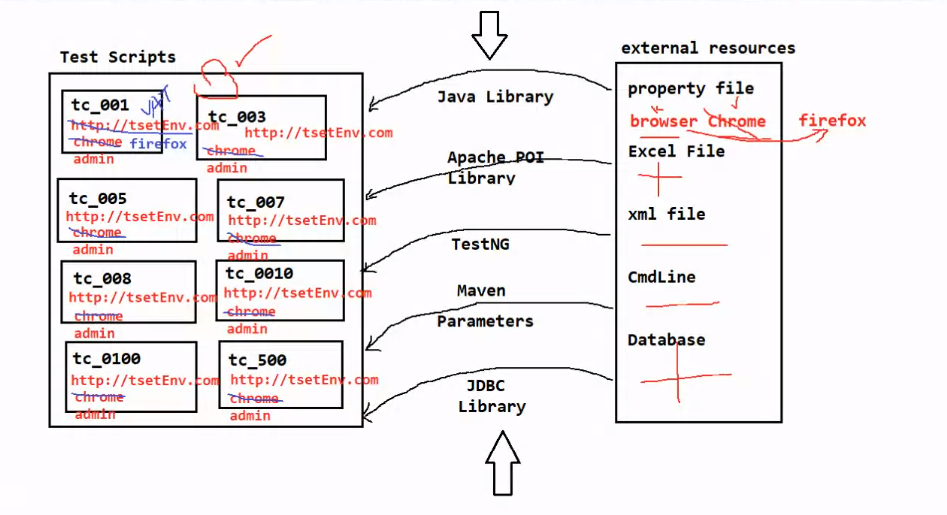 Test Scripts
tc_001
http://tsetEnv.com
chrome firefox
admin
tc_003
http://tsetEnv.com
chrome
admin
tc_005
http://tsetEnv.com
chrome
admin
tc_007
http://tsetEnv.com
chrome
admin
tc_008
http://tsetEnv.com
chrome
admin
tc_0010
http://tsetEnv.com
chrome
admin
tc_0100
http://tsetEnv.com
chrome
admin
tc_500
http://tsetEnv.com
chrome
admin
Java Library
Apache POI
Library
TestNG
Maven
Parameters
JDBC
Library
external resources
property file
browser Chrome firefox
Excel File
xml file
CmdLine
Database